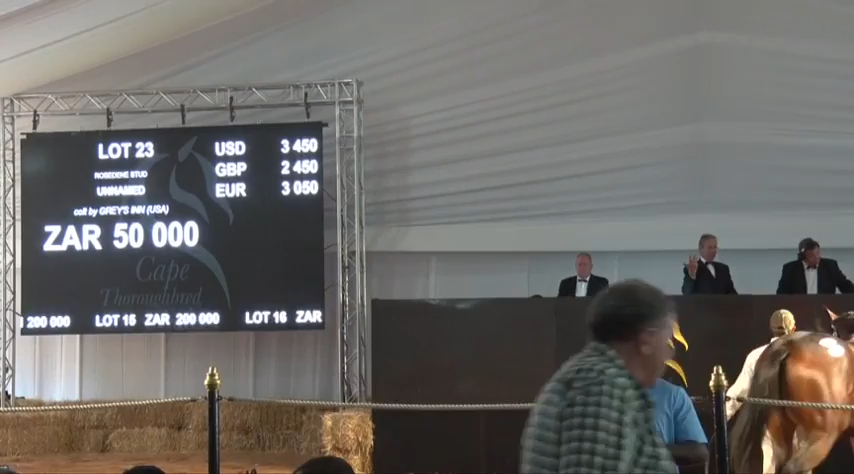 LOT 23
USD 3 450
ROSEDENE STUD
GBP 2 450
UNNAMED
EUR 3 050
colt by GREY'S INN (USA)
ZAR 50 000
Cape
Thoroughbred
200 000 LOT 15 ZAR 200 000 LOT 16 ZAR